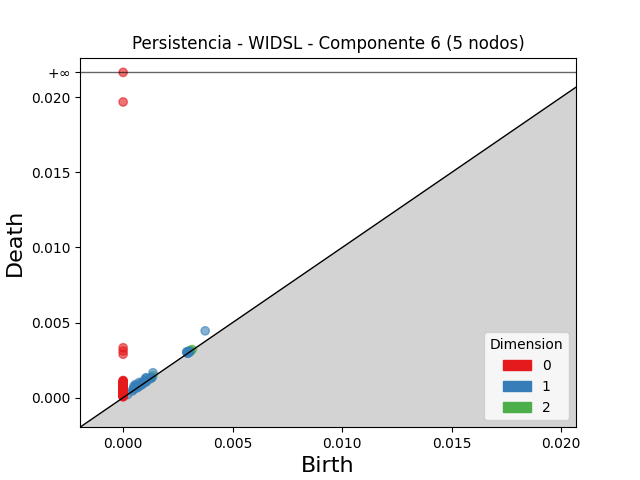 Persistencia - WIDSL - Componente 6 (5 nodos)
+∞
0.020
0.015
0.010
0.005
0.000
Death
Dimension
0
1
2
0.000 0.005 0.010 0.015 0.020
Birth